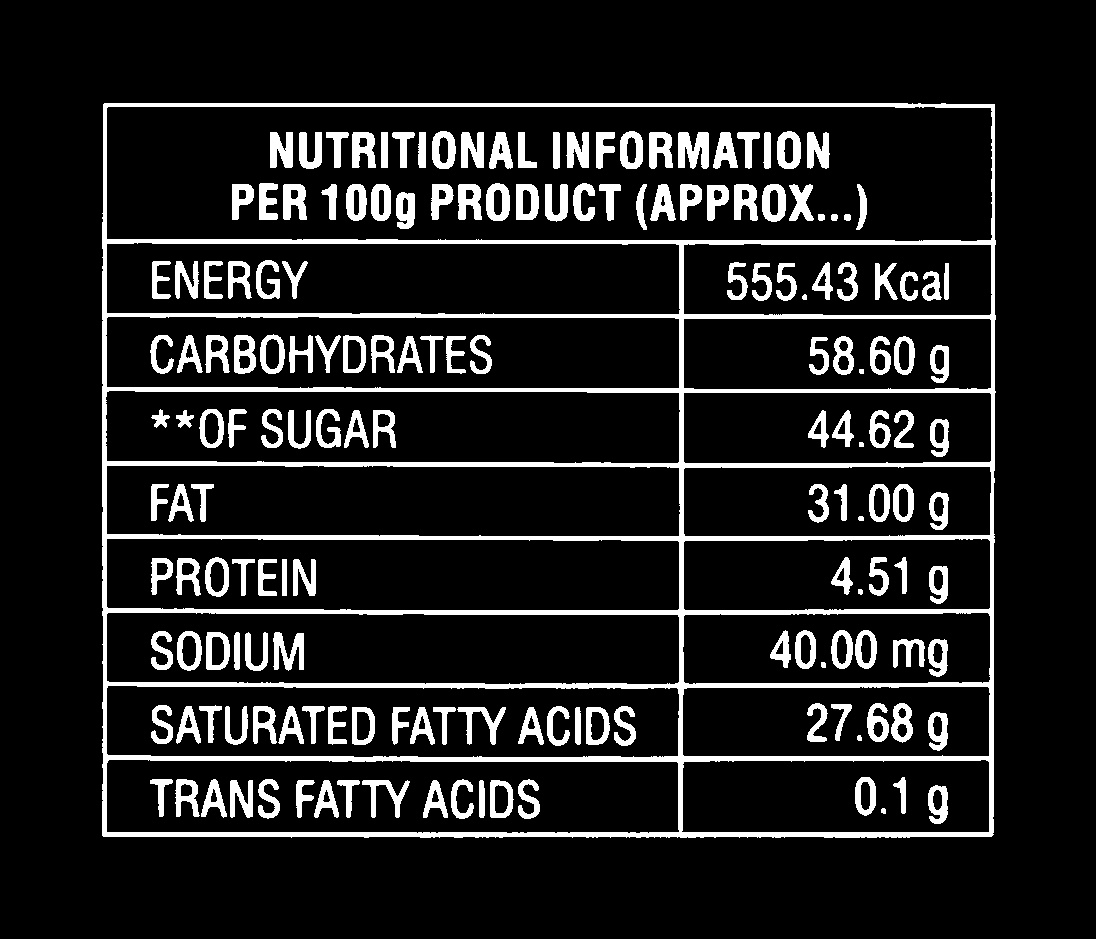 NUTRITIONAL INFORMATION
PER 100g PRODUCT (APPROX...)
ENERGY 555.43 Kcal
CARBOHYDRATES 58.60 g
**OF SUGAR 44.62 g
FAT 31.00 g
PROTEIN 4.51 g
SODIUM 40.00 mg
SATURATED FATTY ACIDS 27.68 g
TRANS FATTY ACIDS 0.1 g